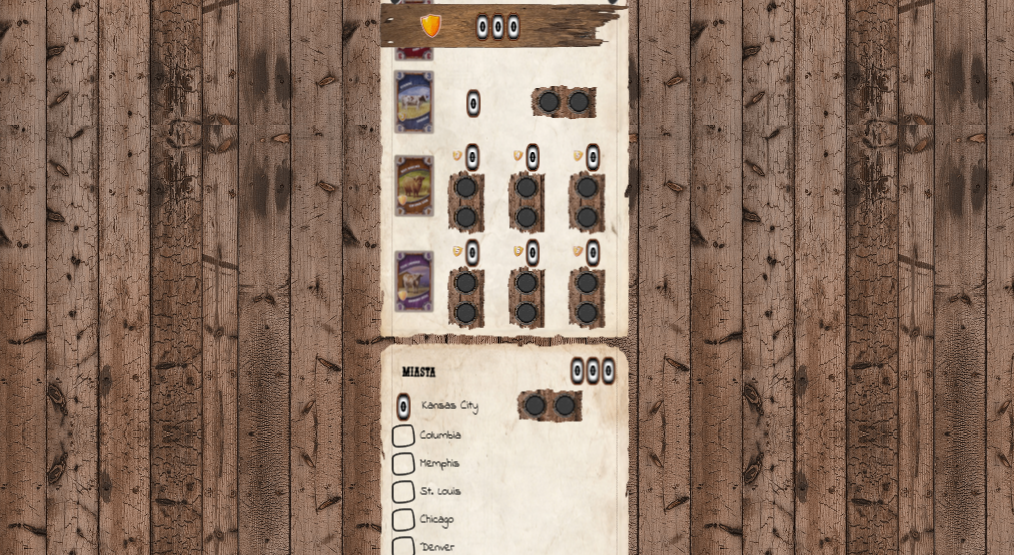 000
0
0 0 0
0 0 0
MIASTA 000
0 Kansas City
Columbia
Memphis
St. Louis
Chicago
Denver